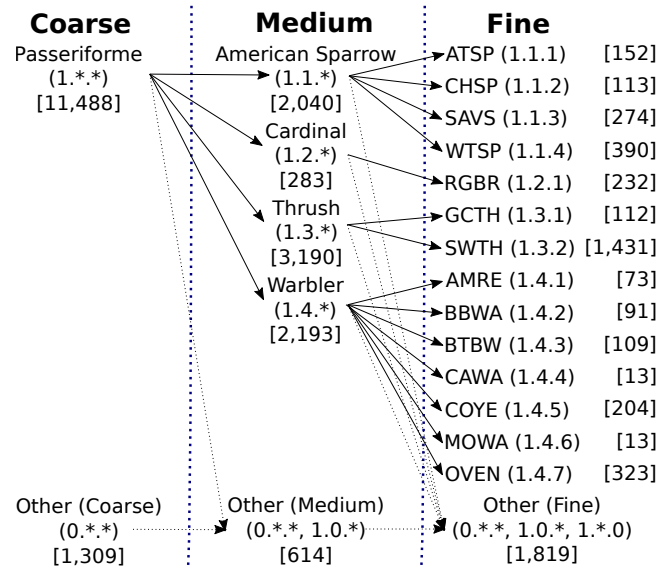 Coarse
Passeriforme
(1.*.*)
[11,488]
Other (Coarse)
(0.*.*)
[1,309]
Medium
American Sparrow
(1.1.*)
[2,040]
Cardinal
(1.2.*)
[283]
Thrush
(1.3.*)
[3,190]
Warbler
(1.4.*)
[2,193]
Other (Medium)
(0.*.*, 1.0.*)
[614]
Fine
ATSP (1.1.1) [152]
CHSP (1.1.2) [113]
SAVS (1.1.3) [274]
WTSP (1.1.4) [390]
RGBR (1.2.1) [232]
GCTH (1.3.1) [112]
SWTH (1.3.2) [1,431]
AMRE (1.4.1) [73]
BBWA (1.4.2) [91]
BTBW (1.4.3) [109]
CAWA (1.4.4) [13]
COYE (1.4.5) [204]
MOWA (1.4.6) [13]
OVEN (1.4.7) [323]
Other (Fine)
(0.*.*, 1.0.*, 1.*.0)
[1,819]